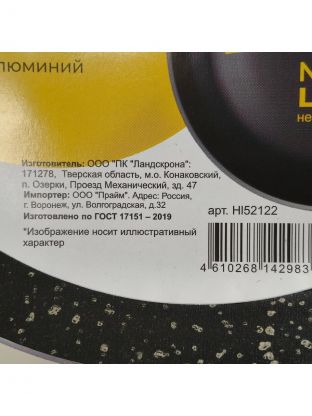 люминий
N
L
не
Изготовитель: ООО "ПК "Ландскрона":
171278, Тверская область, м.о. Конаковский,
п. Озерки, Проезд Механический, зд. 47
Импортер: ООО "Прайм". Адрес: Россия,
г. Воронеж, ул. Волгоградская, д.32
Изготовлено по ГОСТ 17151 – 2019
арт. HI52122
*Изображение носит иллюстративный
характер
4 610268 142983